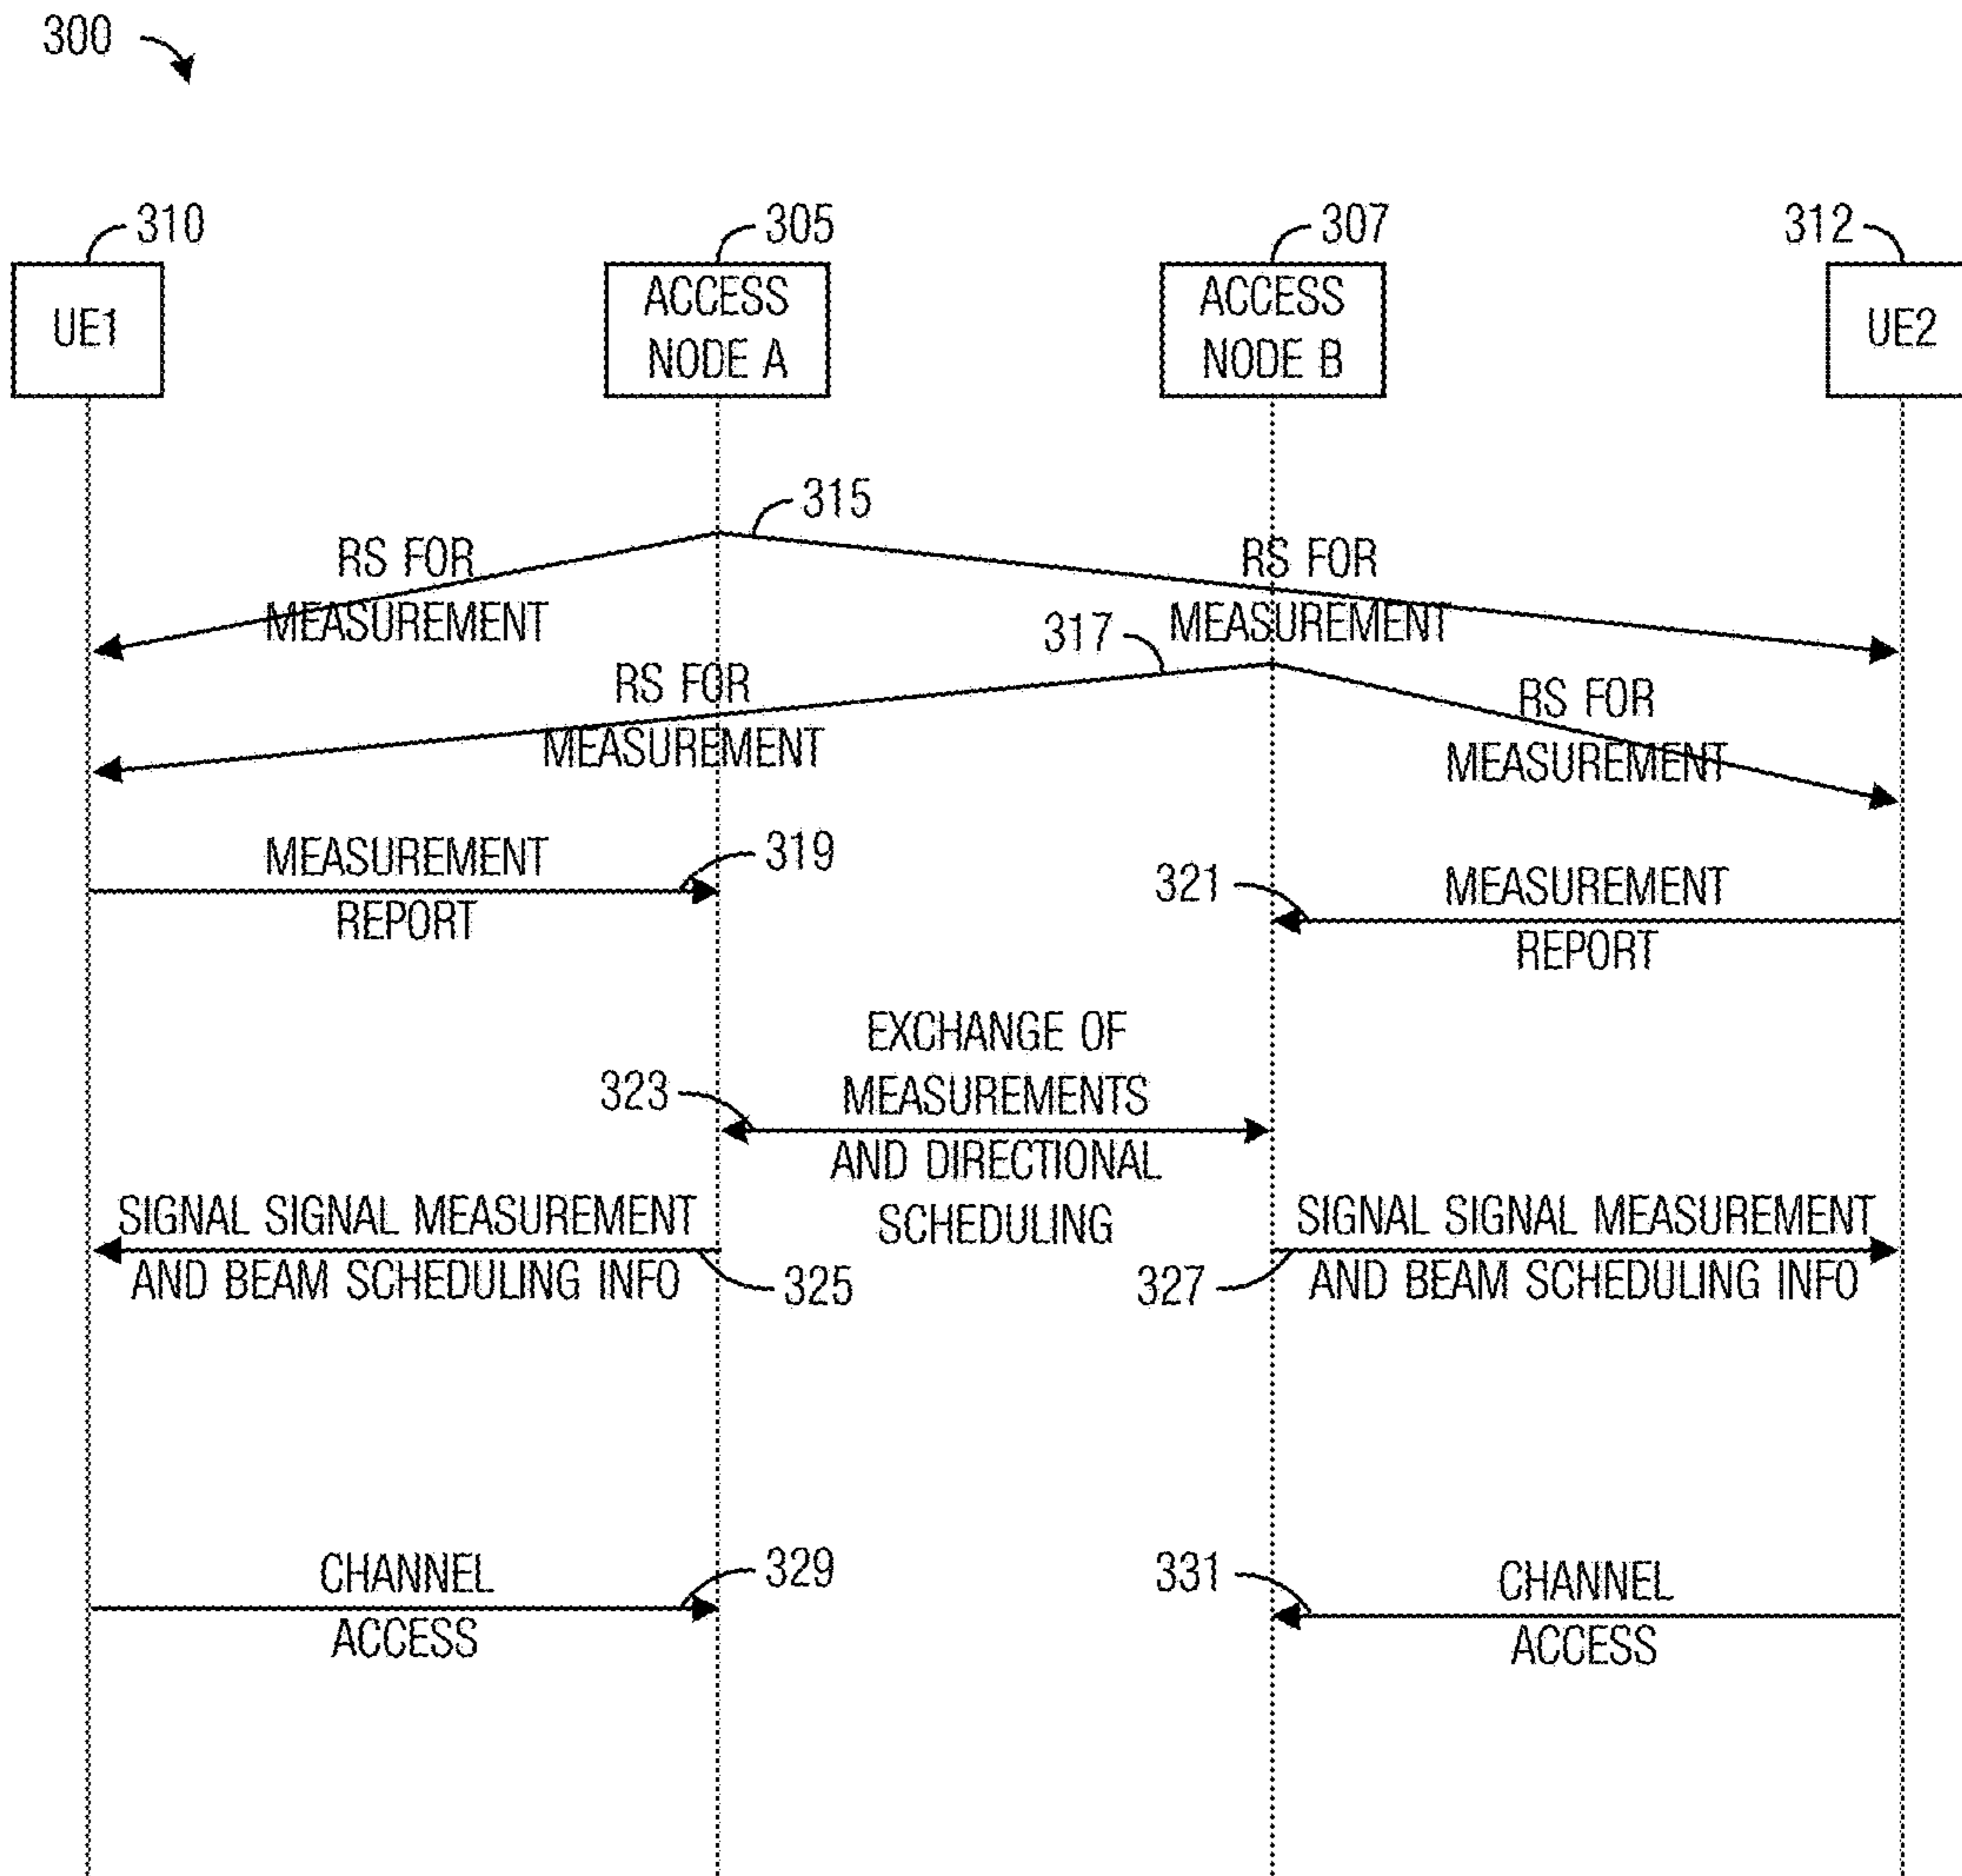 300
310
305
307
312
UE1
ACCESS
NODE A
ACCESS
NODE B
UE2
315
RS FOR
MEASUREMENT
RS FOR
MEASUREMENT
317
RS FOR
MEASUREMENT
RS FOR
MEASUREMENT
MEASUREMENT
REPORT
319
321
MEASUREMENT
REPORT
EXCHANGE OF
MEASUREMENTS
AND DIRECTIONAL
SCHEDULING
323
SIGNAL SIGNAL MEASUREMENT
AND BEAM SCHEDULING INFO
325
SIGNAL SIGNAL MEASUREMENT
AND BEAM SCHEDULING INFO
327
CHANNEL
ACCESS
329
331
CHANNEL
ACCESS